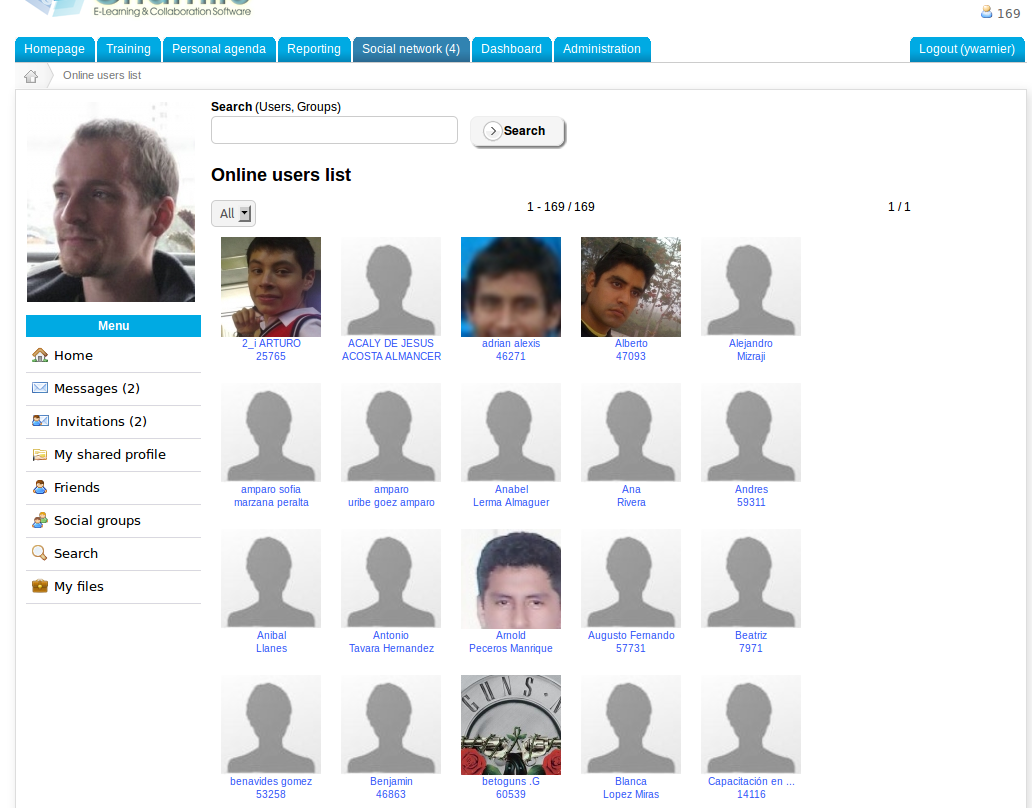 E-Learning & Collaboration Software
169
Homepage
Training
Personal agenda
Reporting
Social network (4)
Dashboard
Administration
Logout (ywarnier)
Online users list
Search (Users, Groups)
Search
Online users list
All
1 - 169 / 169
1 / 1
Menu
Home
Messages (2)
Invitations (2)
My shared profile
Friends
Social groups
Search
My files
2_i ARTURO
25765
ACALY DE JESUS
ACOSTA ALMANCER
adrian alexis
46271
Alberto
47093
Alejandro
Mizraji
amparo sofia
marzana peralta
amparo
uribe goez amparo
Anabel
Lerma Almaguer
Ana
Rivera
Andres
59311
Anibal
Llanes
Antonio
Tavara Hernandez
Arnold
Peceros Manrique
Augusto Fernando
57731
Beatriz
7971
GUNS
benavides gomez
53258
Benjamin
46863
betoguns .G
60539
Blanca
Lopez Miras
Capacitación en ...
14116